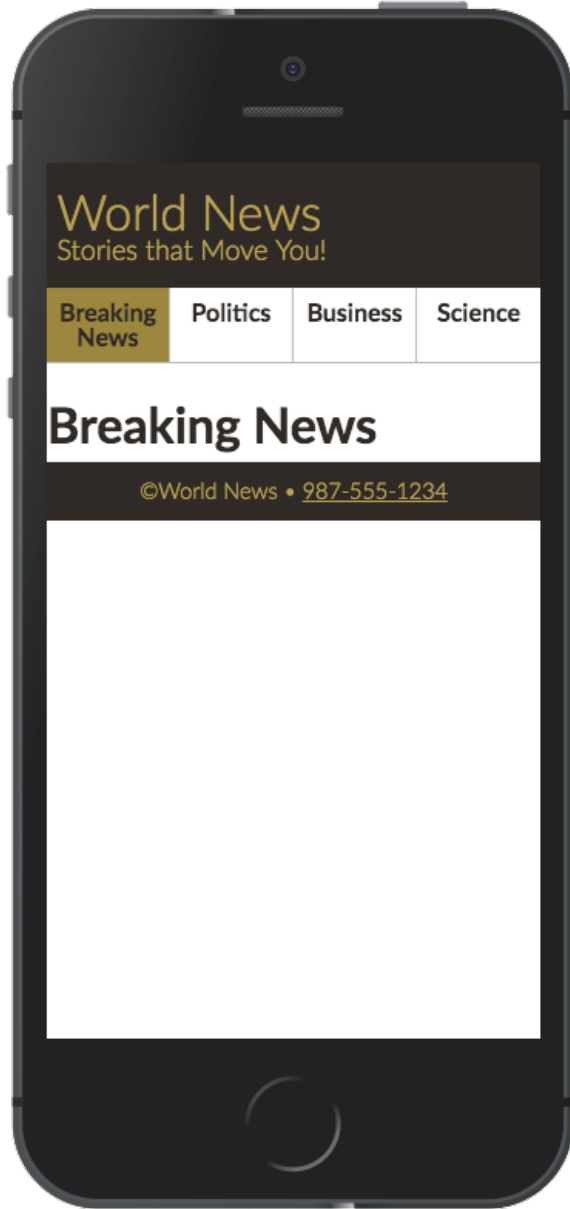 World News
Stories that Move You!
Breaking News
Politics
Business
Science
Breaking News
©World News • 987-555-1234